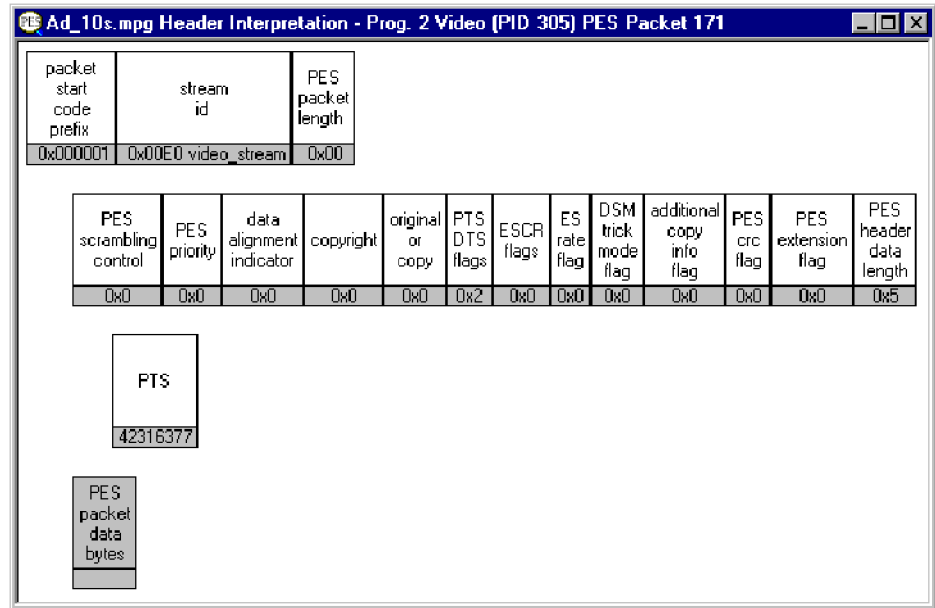 Ad_10s.mpg Header Interpretation - Prog. 2 Video (PID 305) PES Packet 171
packet
start
code
prefix
stream
id
PES
packet
length
0x000001
0x00E0 video_stream
0x00
PES
scrambling
control
PES
priority
data
alignment
indicator
copyright
original
or
copy
PTS
DTS
flags
ESCR
flags
ES
rate
flag
DSM
trick
mode
flag
additional
copy
info
flag
PES
crc
flag
PES
extension
flag
PES
header
data
length
0x0
0x0
0x0
0x0
0x0
0x2
0x0
0x0
0x0
0x0
0x0
0x0
0x5
PTS
42316377
PES
packet
data
bytes